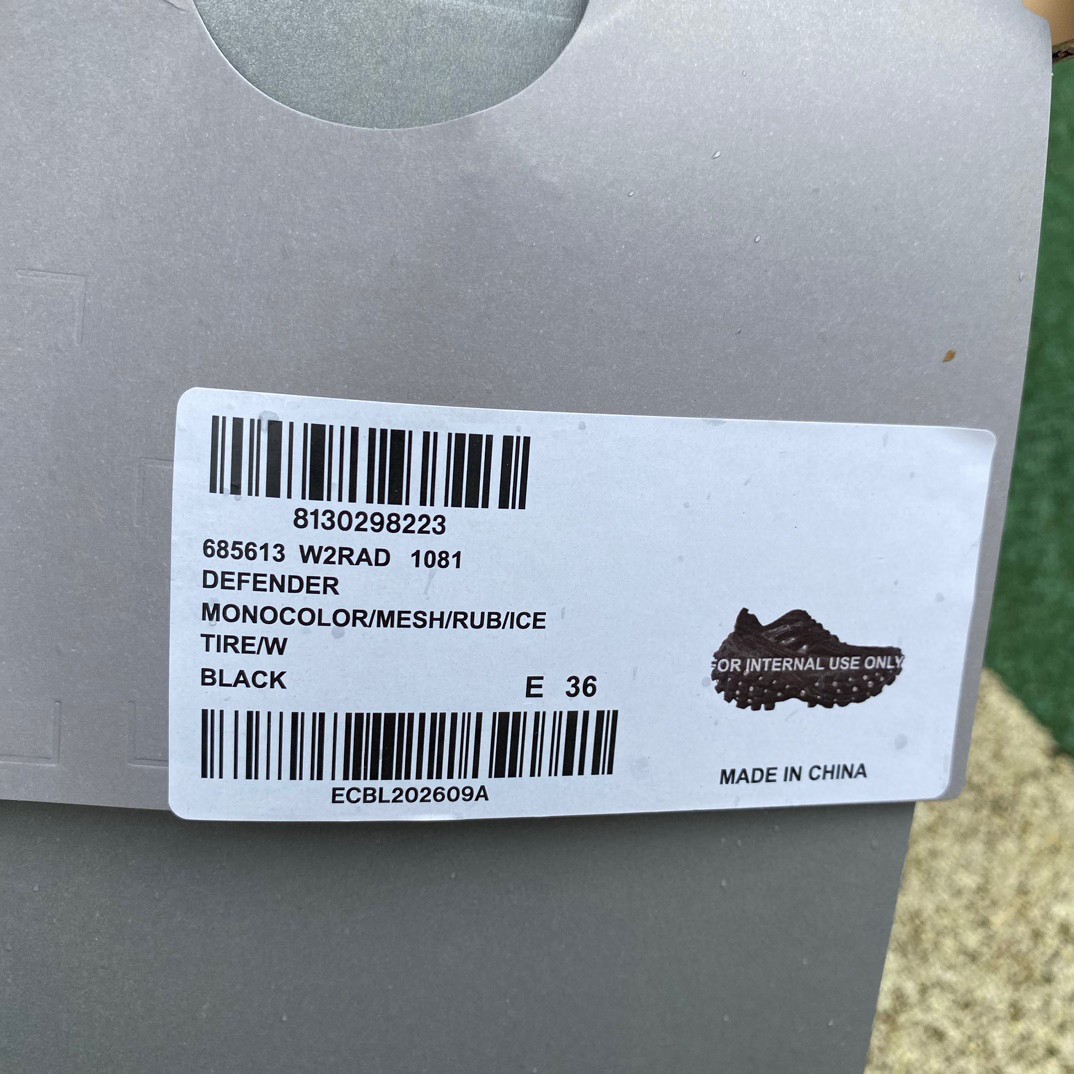 8130298223
685613 W2RAD 1081
DEFENDER
MONOCOLOR/MESH/RUB/ICE
TIRE/W
BLACK E 36
FOR INTERNAL USE ONLY
MADE IN CHINA
ECBL202609A